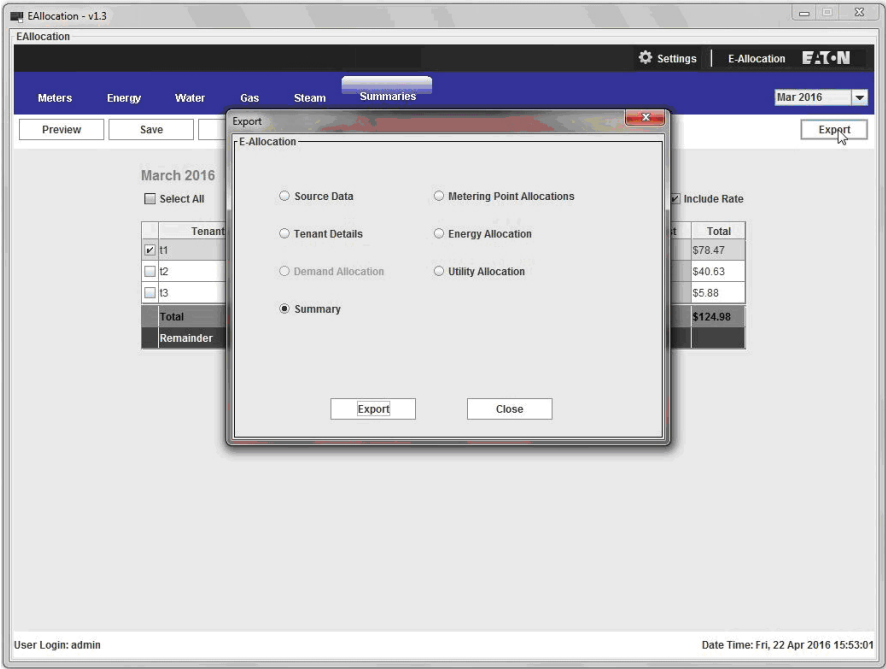 EAllocation - v1.3
EAllocation
Settings
E-Allocation
EATON
Meters Energy Water Gas Steam Summaries
Mar 2016
Preview Save Export
Export
E-Allocation
March 2016
Select All
Include Rate
Source Data Metering Point Allocations
Tenant Details Energy Allocation
Demand Allocation Utility Allocation
Summary
Export Close
Tenant Total
t1 $78.47
t2 $40.63
t3 $5.88
Total $124.98
Remainder
User Login: admin Date Time: Fri, 22 Apr 2016 15:53:01